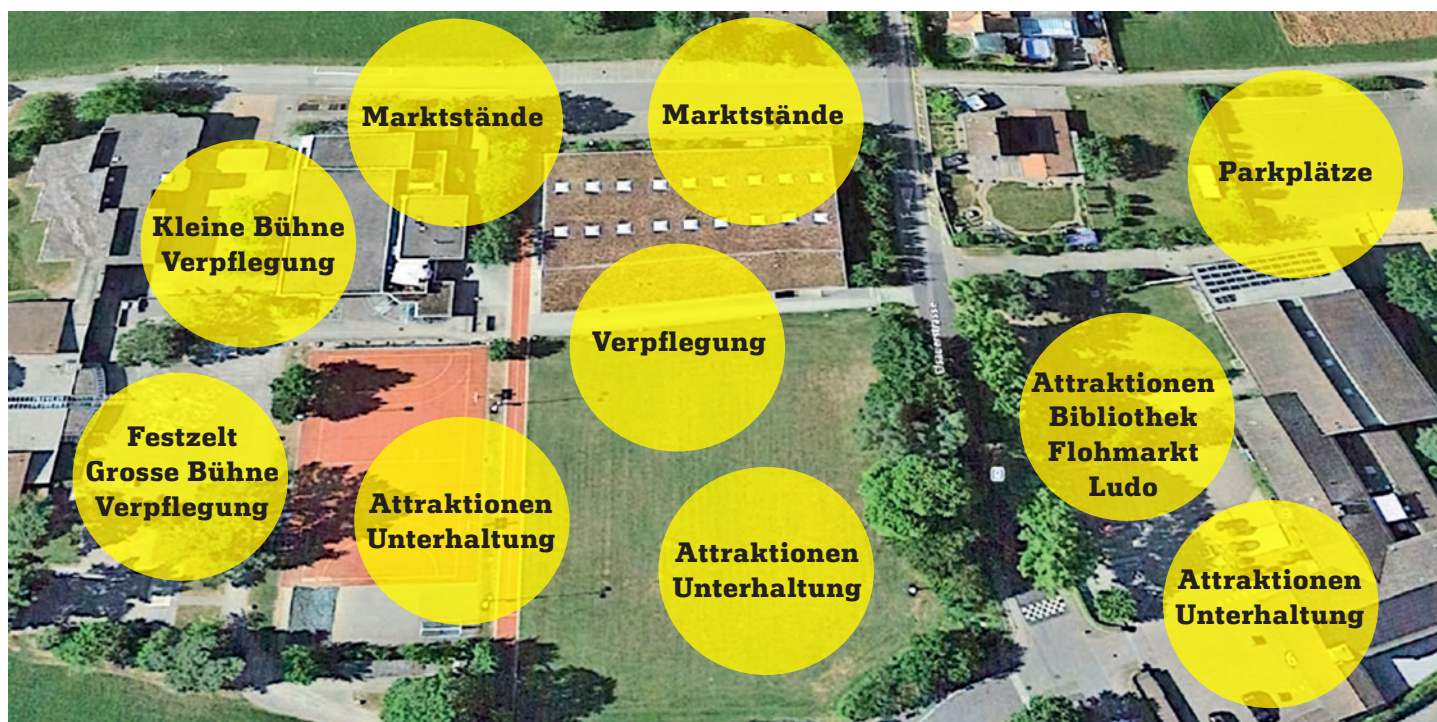 Marktstände
Marktstände
Parkplätze
Kleine Bühne
Verpflegung
Verpflegung
Attraktionen
Bibliothek
Flohmarkt
Ludo
Festzelt
Grosse Bühne
Verpflegung
Attraktionen
Unterhaltung
Attraktionen
Unterhaltung
Attraktionen
Unterhaltung